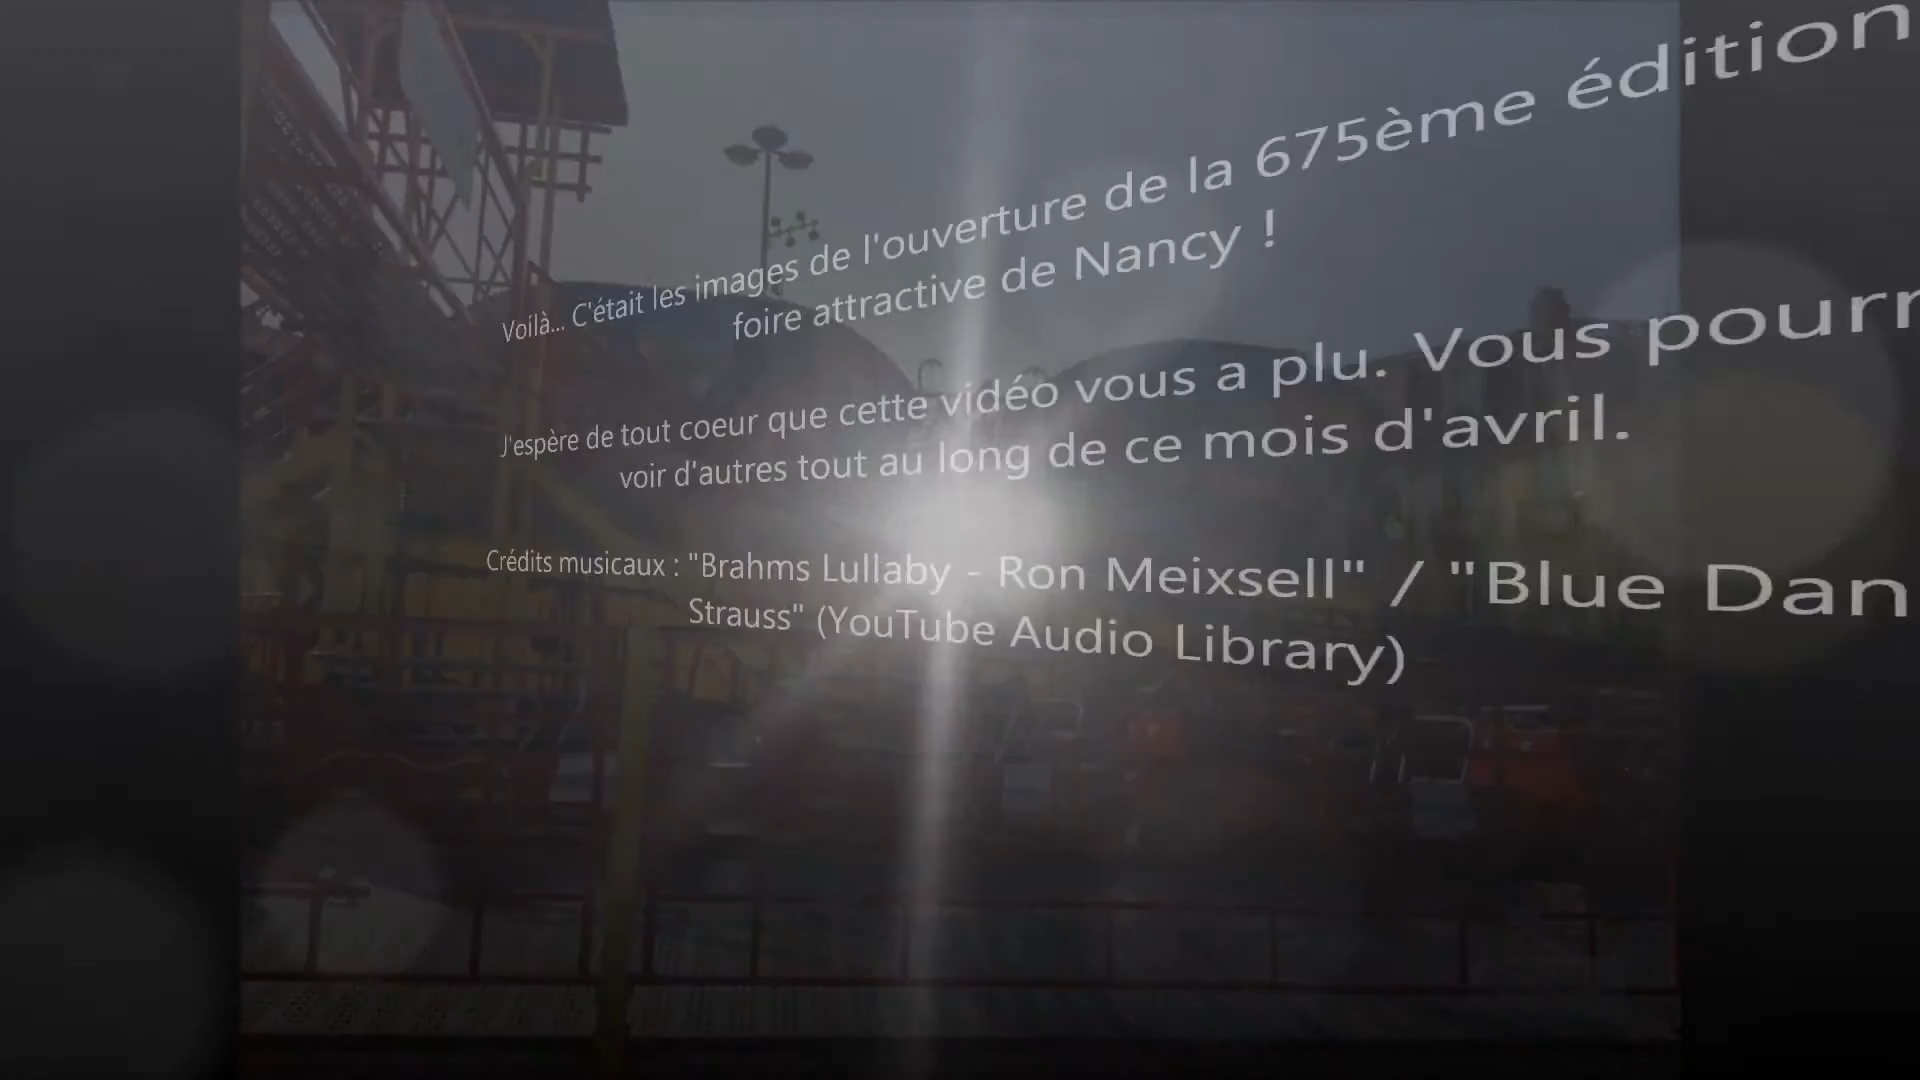 Voilà... C'était les images de l'ouverture de la 675ème édition
foire attractive de Nancy !
J'espère de tout coeur que cette vidéo vous a plu. Vous
voir d'autres tout au long de ce mois d'avril.
Crédits musicaux : "Brahms Lullaby - Ron Meixsell" / "Blue
Strauss" (YouTube Audio Library)